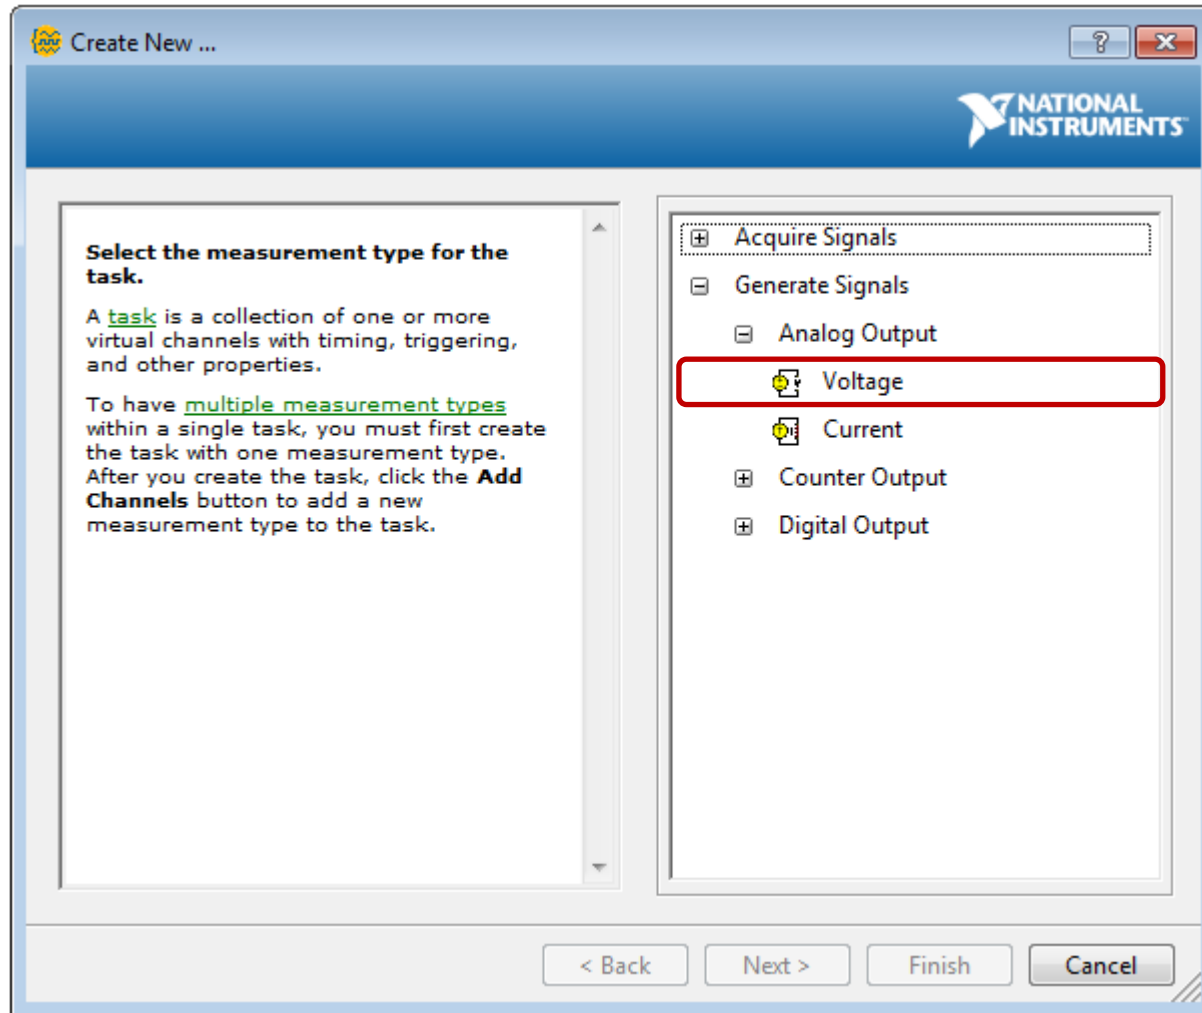 Create New ...
NATIONAL
INSTRUMENTS™
Select the measurement type for the
task.
A task is a collection of one or more
virtual channels with timing, triggering,
and other properties.
To have multiple measurement types
within a single task, you must first create
the task with one measurement type.
After you create the task, click the Add
Channels button to add a new
measurement type to the task.
Acquire Signals
Generate Signals
Analog Output
Voltage
Current
Counter Output
Digital Output
< Back
Next >
Finish
Cancel